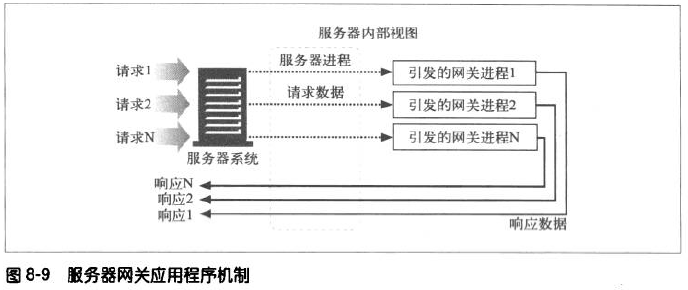 服务器内部视图
服务器进程
请求1
引发的网关进程1
请求数据
请求2
引发的网关进程2
请求N
引发的网关进程N
服务器系统
响应N
响应2
响应1
响应数据
图 8-9 服务器网关应用程序机制